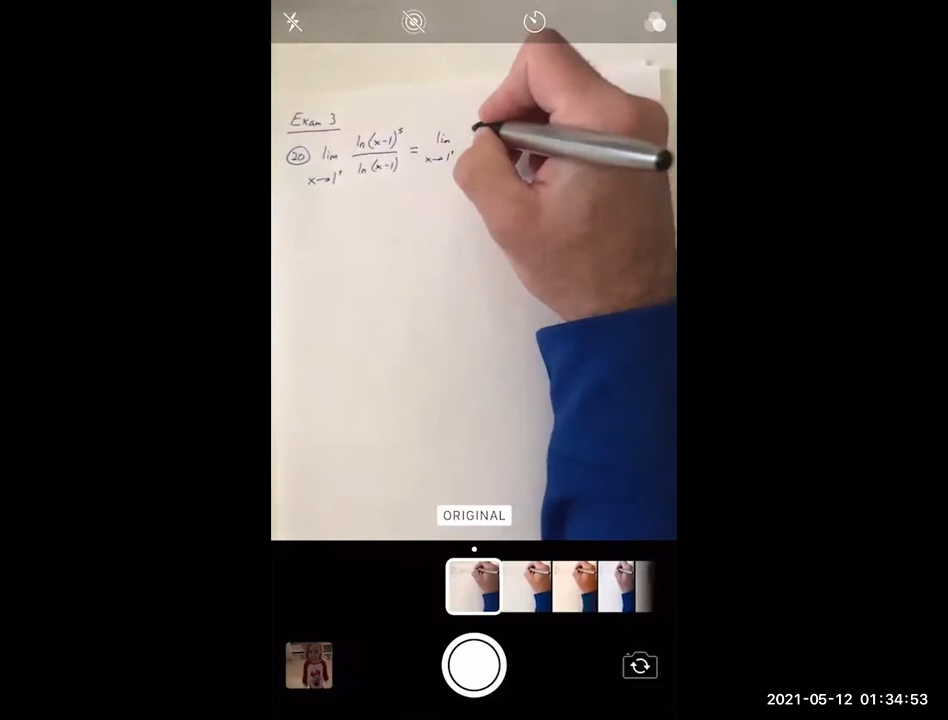 Exam 3
20 lim x→1⁺ ln(x-1)⁵ / ln(x-1) = lim x→1⁺
ORIGINAL
2021-05-12 01:34:53